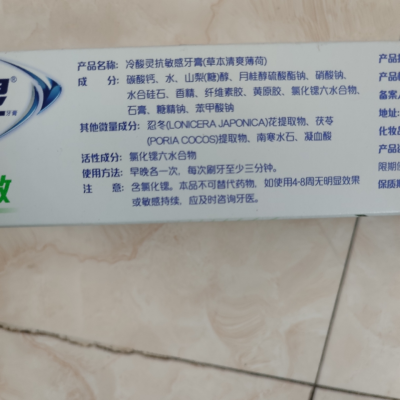 产品名称：冷酸灵抗敏感牙膏(草本清爽薄荷)
成 分：碳酸钙、水、山梨(糖)醇、月桂醇硫酸酯钠、硝酸钠、
水合硅石、香精、纤维素胶、黄原胶、氯化锶六水合物、
石膏、糖精钠、苯甲酸钠
其他微量成分：忍冬(LONICERA JAPONICA)花提取物、茯苓
(PORIA COCOS)提取物、南寒水石、凝血酸
活性成分：氯化锶六水合物
使用方法：早晚各一次，每次刷牙至少三分钟。
注 意：含氯化锶。本品不可替代药物，如使用4-8周无明显效果
或敏感持续，应及时咨询牙医。
灵®
牙膏
敏
产品
产品
备案
地址：
化妆品
产品
限期
保质